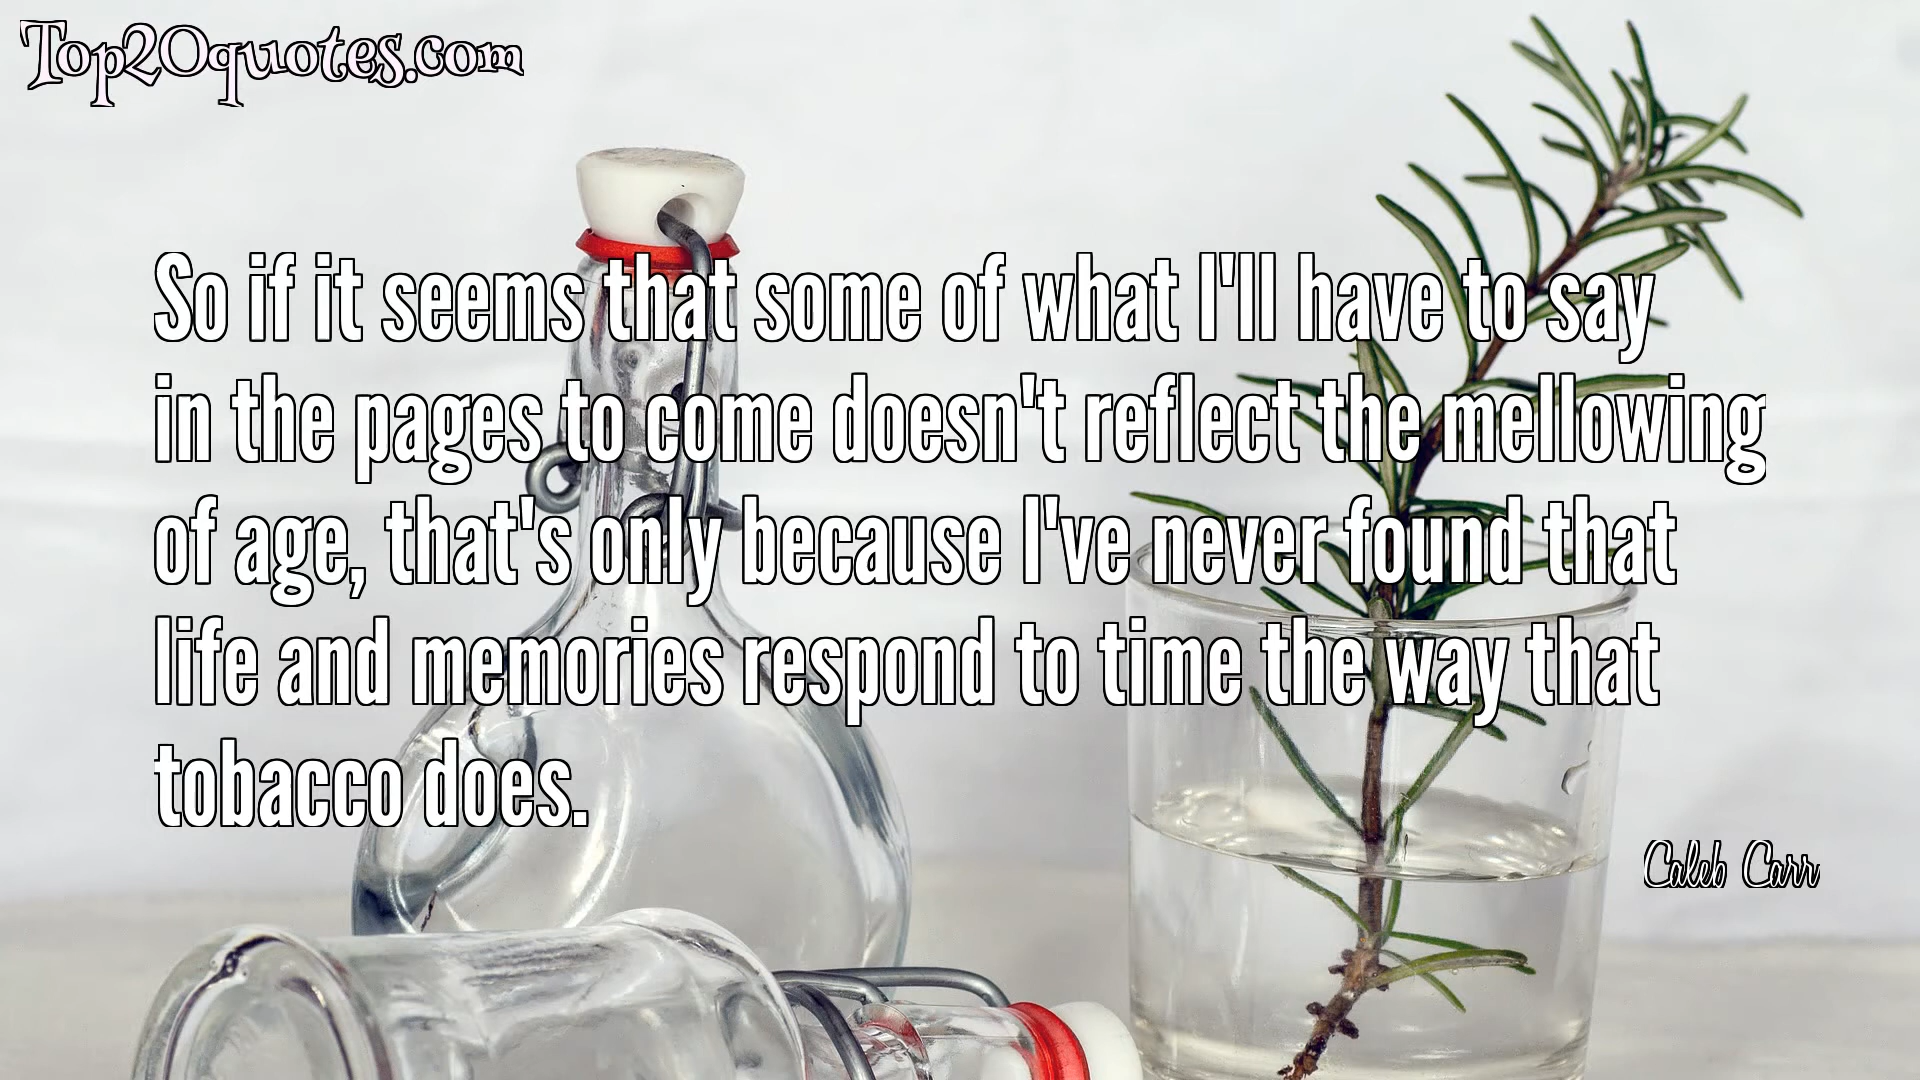 Top20quotes.com
So if it seems that some of what I'll have to say
in the pages to come doesn't reflect the mellowing
of age, that's only because I've never found that
life and memories respond to time the way that
tobacco does.
Caleb Carr